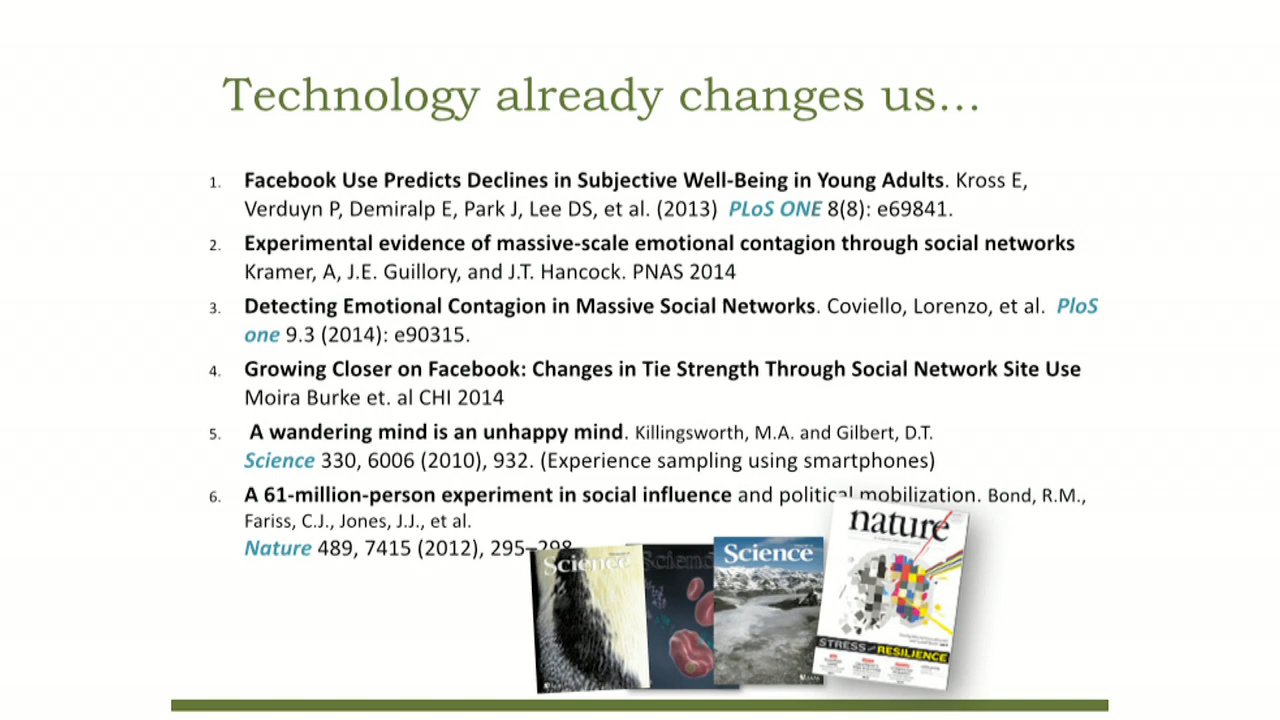 Technology already changes us...
1. Facebook Use Predicts Declines in Subjective Well-Being in Young Adults. Kross E,
Verduyn P, Demiralp E, Park J, Lee DS, et al. (2013) PLoS ONE 8(8): e69841.
2. Experimental evidence of massive-scale emotional contagion through social networks
Kramer, A, J.E. Guillory, and J.T. Hancock. PNAS 2014
3. Detecting Emotional Contagion in Massive Social Networks. Coviello, Lorenzo, et al. PloS
one 9.3 (2014): e90315.
4. Growing Closer on Facebook: Changes in Tie Strength Through Social Network Site Use
Moira Burke et. al CHI 2014
5. A wandering mind is an unhappy mind. Killingsworth, M.A. and Gilbert, D.T.
Science 330, 6006 (2010), 932. (Experience sampling using smartphones)
6. A 61-million-person experiment in social influence and political mobilization. Bond, R.M.,
Fariss, C.J., Jones, J.J., et al.
Nature 489, 7415 (2012), 295–298
Science
Science
Science
nature
STRESS AND RESILIENCE